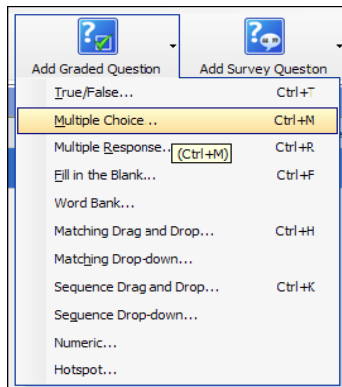 Add Graded Question
Add Survey Queston
True/False... Ctrl+T
Multiple Choice .. Ctrl+M
Multiple Response.. Ctrl+R
(Ctrl+M)
Fill in the Blank... Ctrl+F
Word Bank...
Matching Drag and Drop... Ctrl+H
Matching Drop-down...
Sequence Drag and Drop... Ctrl+K
Sequence Drop-down...
Numeric...
Hotspot...